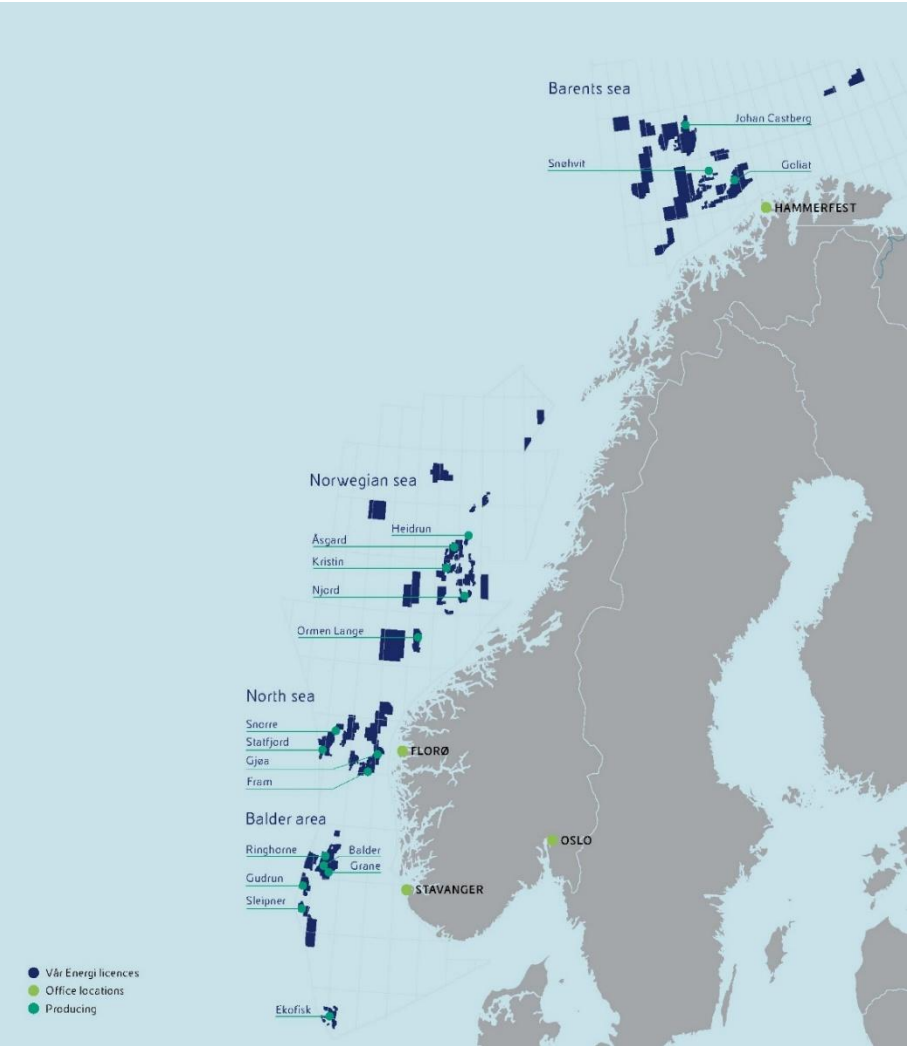 Barents sea
Johan Castberg
Snøhvit
Goliat
HAMMERFEST
Norwegian sea
Heidrun
Åsgard
Kristin
Njord
Ormen Lange
North sea
Snorre
Statfjord
Gjøa
Fram
FLORØ
Balder area
Ringhorne
Balder
Grane
Gudrun
Sleipner
OSLO
STAVANGER
Ekofisk
Vår Energi licences
Office locations
Producing